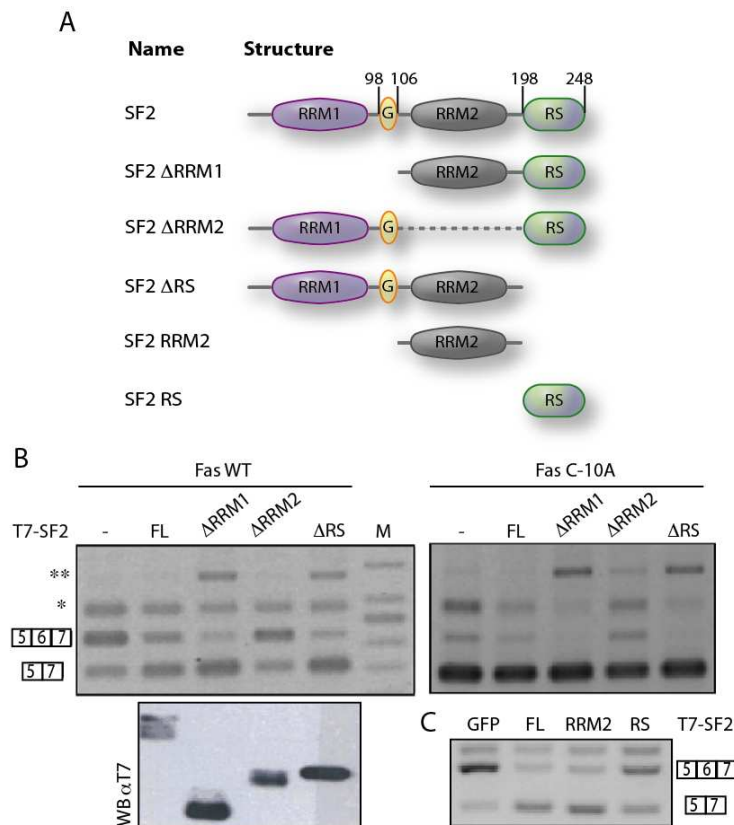 A
Name Structure
98 106 198 248
SF2 RRM1 G RRM2 RS
SF2 ΔRRM1 RRM2 RS
SF2 ΔRRM2 RRM1 G RS
SF2 ΔRS RRM1 G RRM2
SF2 RRM2 RRM2
SF2 RS RS
B
Fas WT Fas C-10A
T7-SF2 - FL ΔRRM1 ΔRRM2 ΔRS M - FL ΔRRM1 ΔRRM2 ΔRS
**
*
5 6 7
5 7
WB αT7
C
GFP FL RRM2 RS T7-SF2
5 6 7
5 7